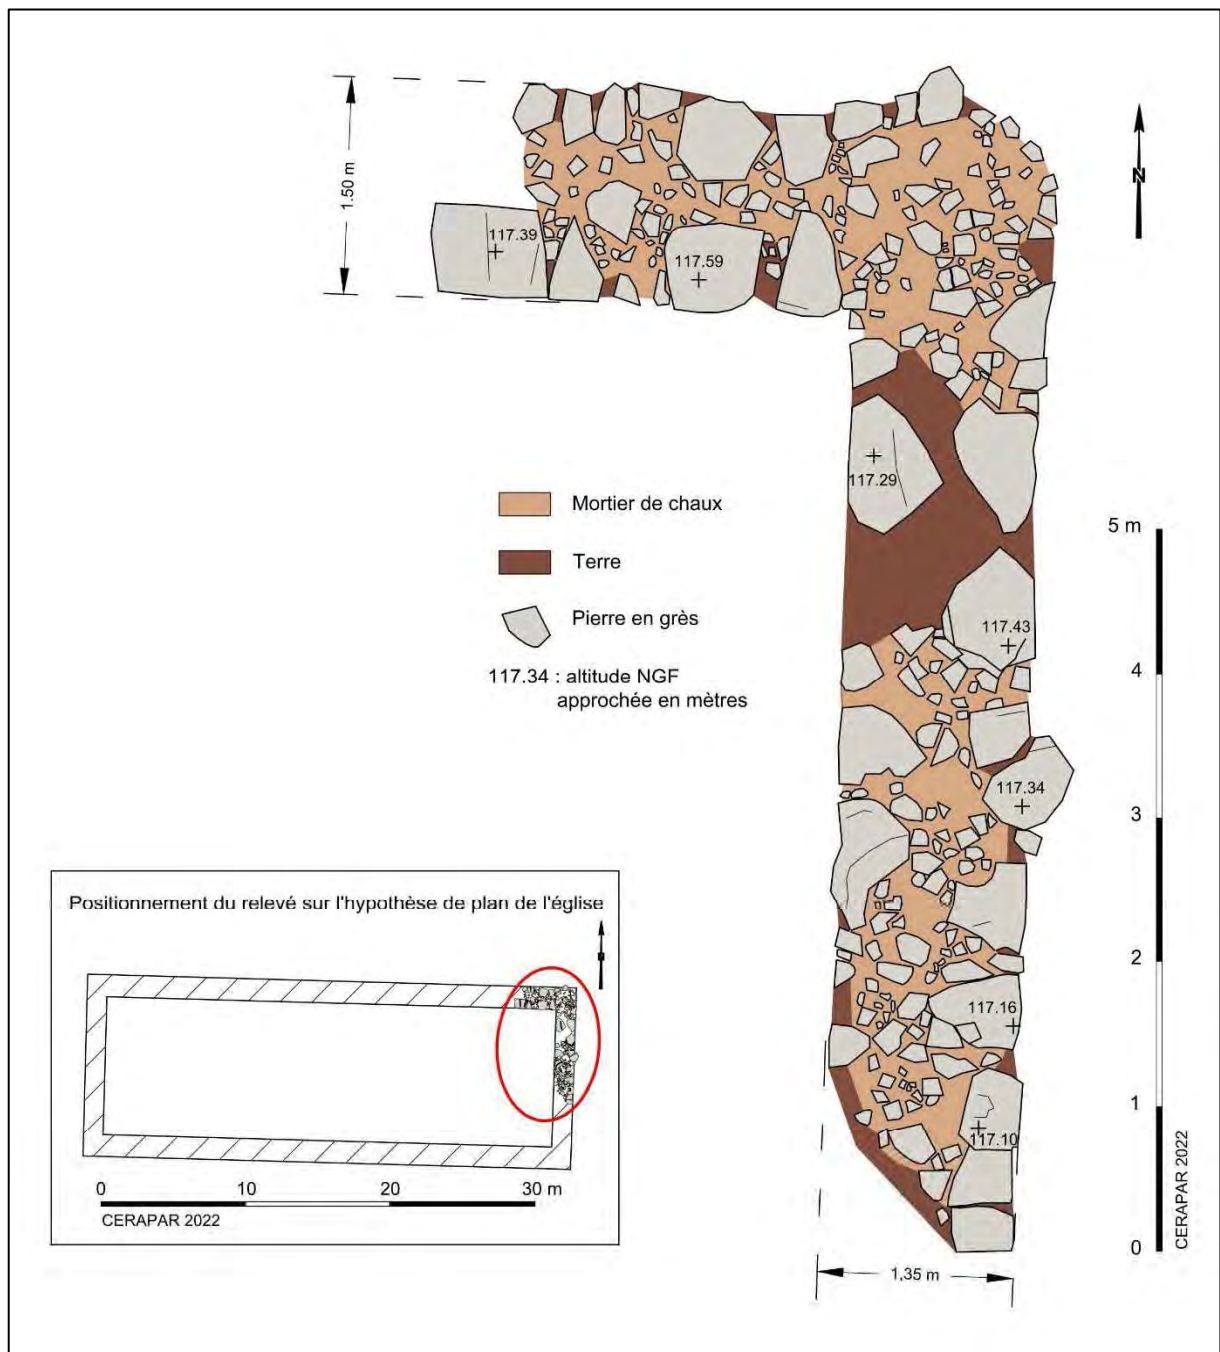 1.50 m
N
117.39
117.59
117.29
Mortier de chaux
Terre
Pierre en grès
117.34 : altitude NGF
approchée en mètres
117.43
117.34
117.16
117.10
5 m
4
3
2
1
0
CERAPAR 2022
1,35 m
Positionnement du relevé sur l'hypothèse de plan de l'église
0 10 20 30 m
CERAPAR 2022